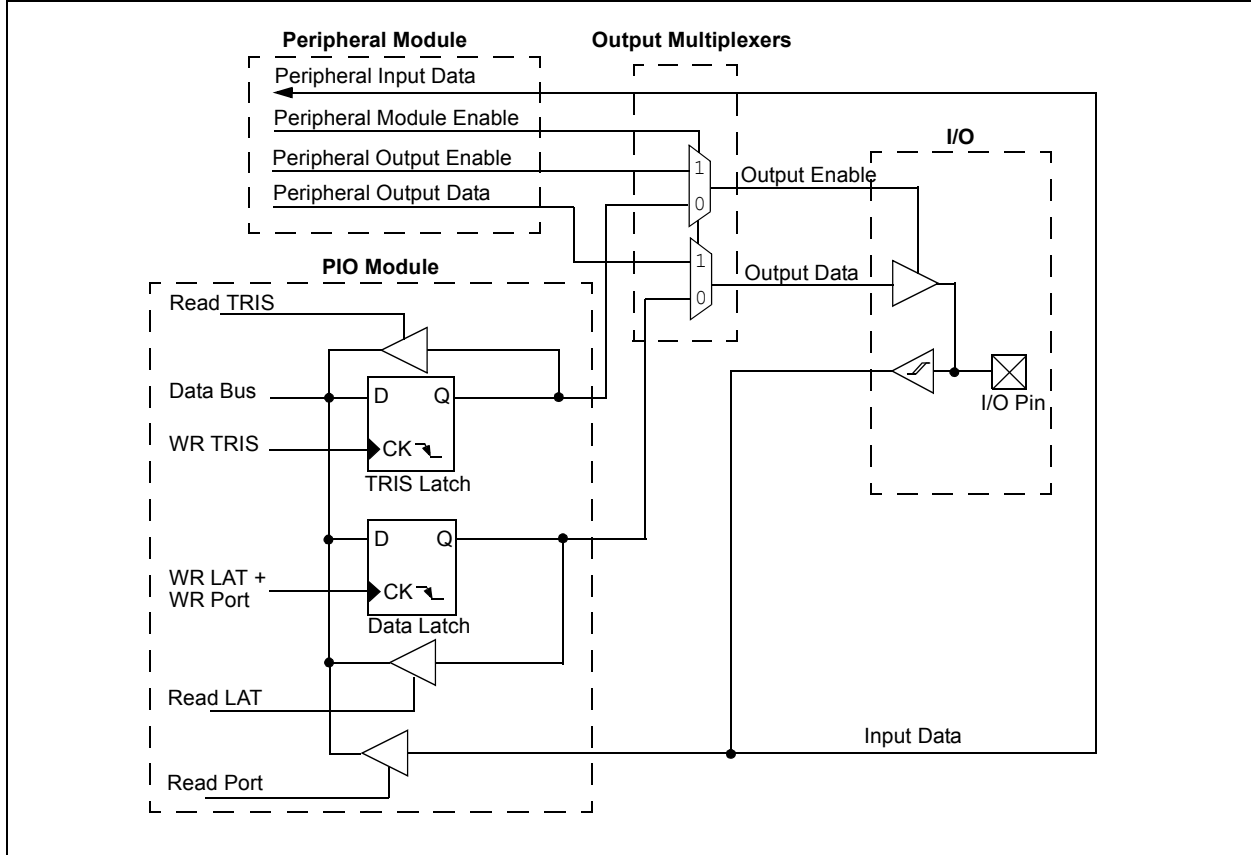 Peripheral Module
Output Multiplexers
Peripheral Input Data
Peripheral Module Enable
I/O
Peripheral Output Enable
1
Output Enable
Peripheral Output Data
0
PIO Module
1
Output Data
0
Read TRIS
Data Bus
D
Q
I/O Pin
WR TRIS
CK
TRIS Latch
D
Q
WR LAT +
WR Port
CK
Data Latch
Read LAT
Input Data
Read Port